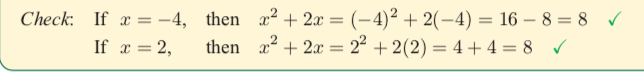 Check: If x = −4, then x² + 2x = (−4)² + 2(−4) = 16 − 8 = 8 ✓
If x = 2, then x² + 2x = 2² + 2(2) = 4 + 4 = 8 ✓